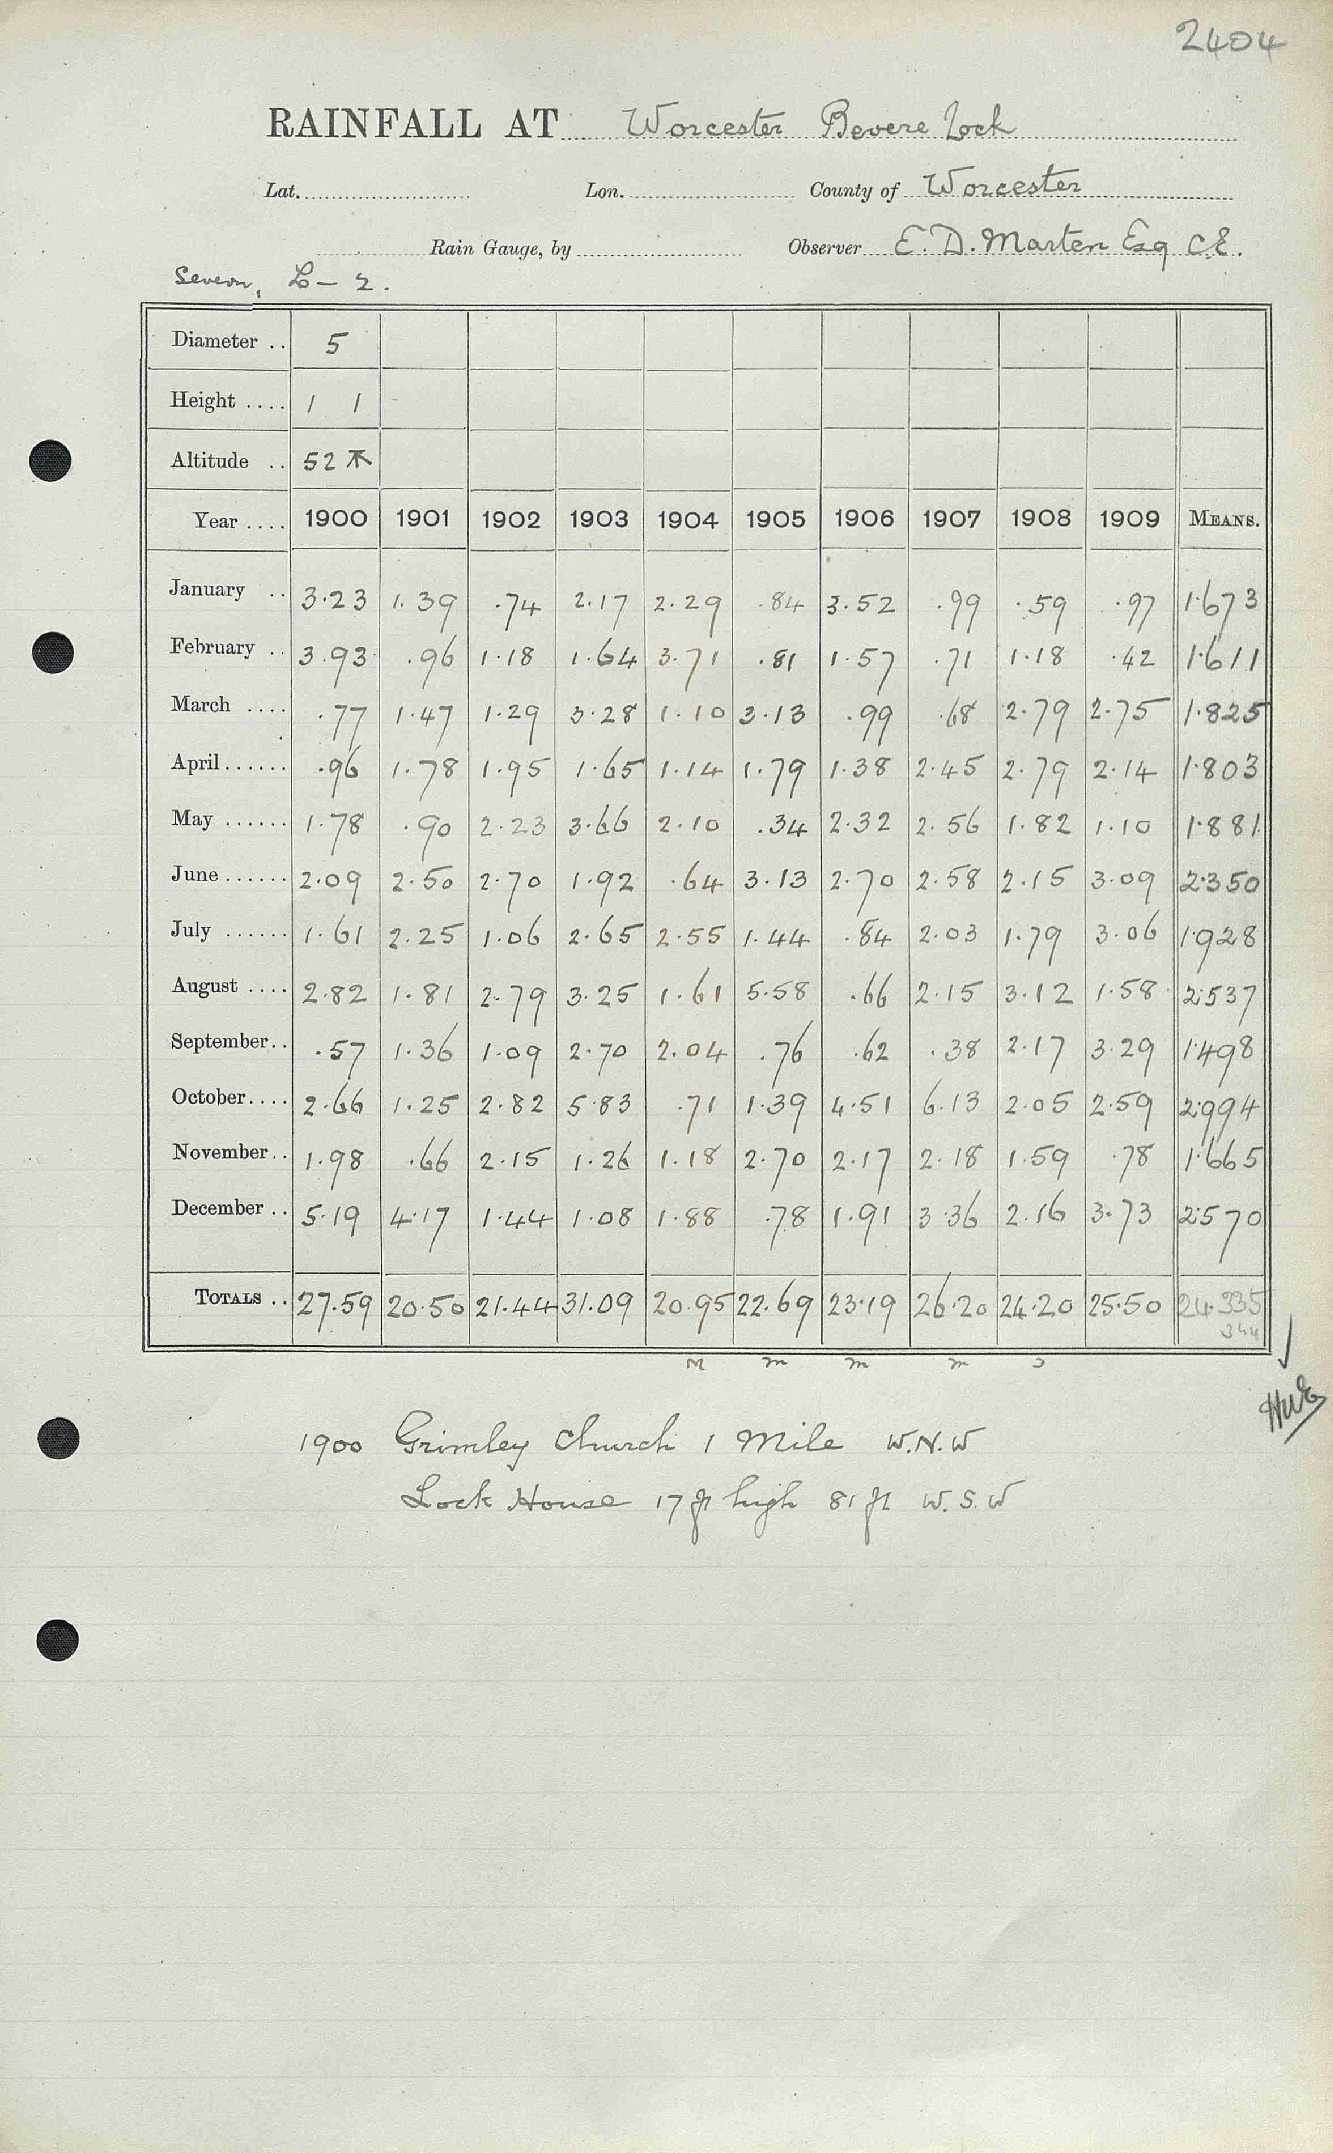 2404
RAINFALL AT Worcester Bevere Lock
Lat. Lon. County of Worcester
Rain Gauge, by Observer E. D. Marten Esq C.E.
Severn, L-2.
Diameter .. 5
Height .... 1 1
Altitude .. 52
Year .... 1900 1901 1902 1903 1904 1905 1906 1907 1908 1909 MEANS.
January .. 3.23 1.39 .74 2.17 2.29 .84 3.52 .99 .59 .97 1.673
February .. 3.93 .96 1.18 1.64 3.71 .81 1.57 .71 1.18 .42 1.611
March .... .77 1.47 1.29 3.28 1.10 3.13 .99 .68 2.79 2.75 1.825
April...... .96 1.78 1.95 1.65 1.14 1.79 1.38 2.45 2.79 2.14 1.803
May ...... 1.78 .90 2.23 3.66 2.10 .34 2.32 2.56 1.82 1.10 1.881
June...... 2.09 2.50 2.70 1.92 .64 3.13 2.70 2.58 2.15 3.09 2.350
July ...... 1.61 2.25 1.06 2.65 2.55 1.44 .84 2.03 1.79 3.06 1.928
August .... 2.82 1.81 2.79 3.25 1.61 5.58 .66 2.15 3.12 1.58 2.537
September.. .57 1.36 1.09 2.70 2.04 .76 .62 .38 2.17 3.29 1.498
October.... 2.66 1.25 2.82 5.83 .71 1.39 4.51 6.13 2.05 2.59 2.994
November.. 1.98 .66 2.15 1.26 1.18 2.70 2.17 2.18 1.59 .78 1.665
December .. 5.19 4.17 1.44 1.08 1.88 .78 1.91 3.36 2.16 3.73 2.570
TOTALS .. 27.59 20.50 21.44 31.09 20.95 22.69 23.19 26.20 24.20 25.50 24.335
344
M m m m
1900 Grimley Church 1 Mile W.N.W
Lock House 17 ft high 81 ft W.S.W